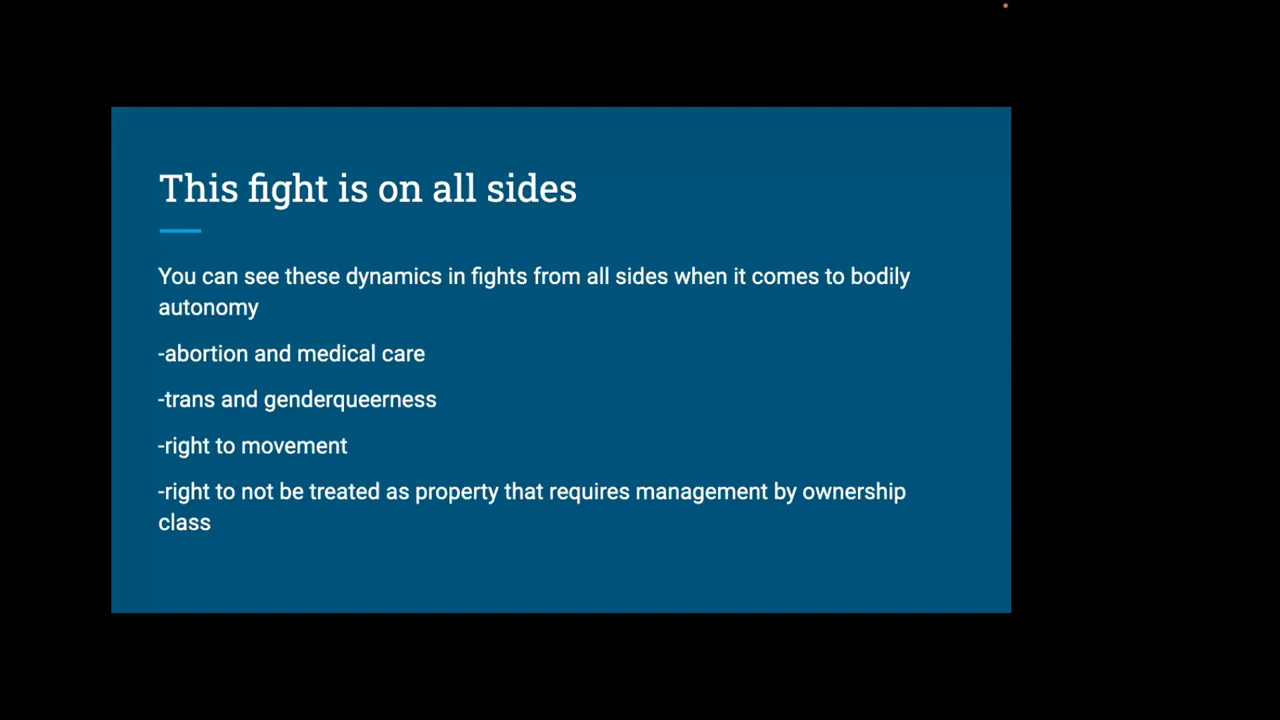 This fight is on all sides
You can see these dynamics in fights from all sides when it comes to bodily
autonomy
-abortion and medical care
-trans and genderqueerness
-right to movement
-right to not be treated as property that requires management by ownership
class